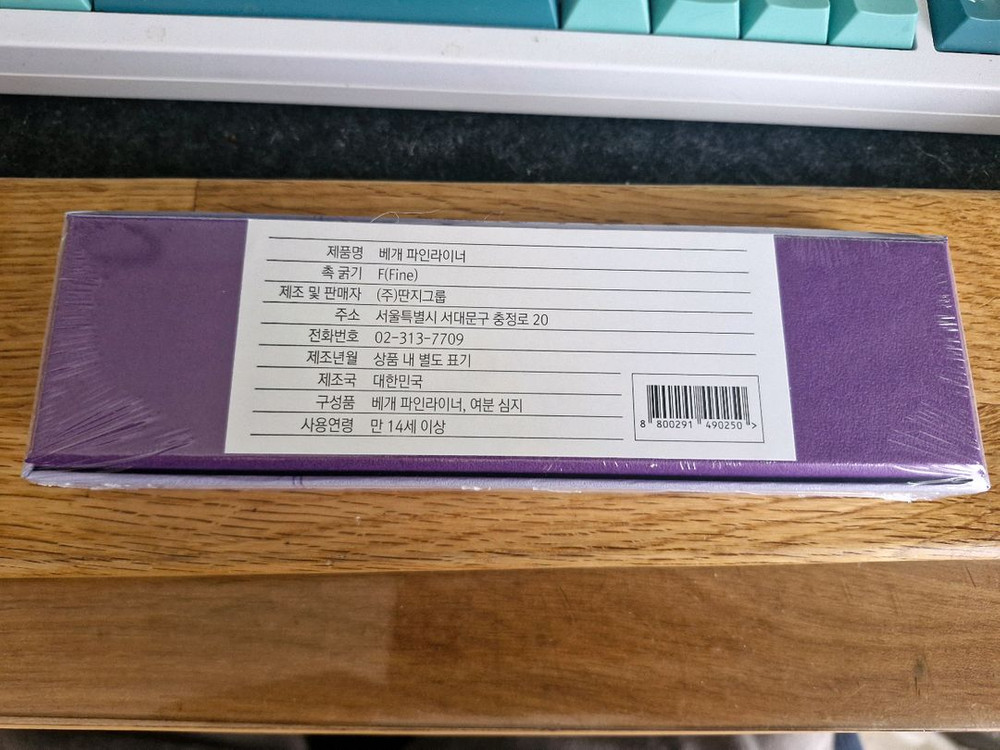 제품명 베개 파인라이너
촉 굵기 F(Fine)
제조 및 판매자 (주)딴지그룹
주소 서울특별시 서대문구 충정로 20
전화번호 02-313-7709
제조년월 상품 내 별도 표기
제조국 대한민국
구성품 베개 파인라이너, 여분 심지
사용연령 만 14세 이상
8 800291 490250 >